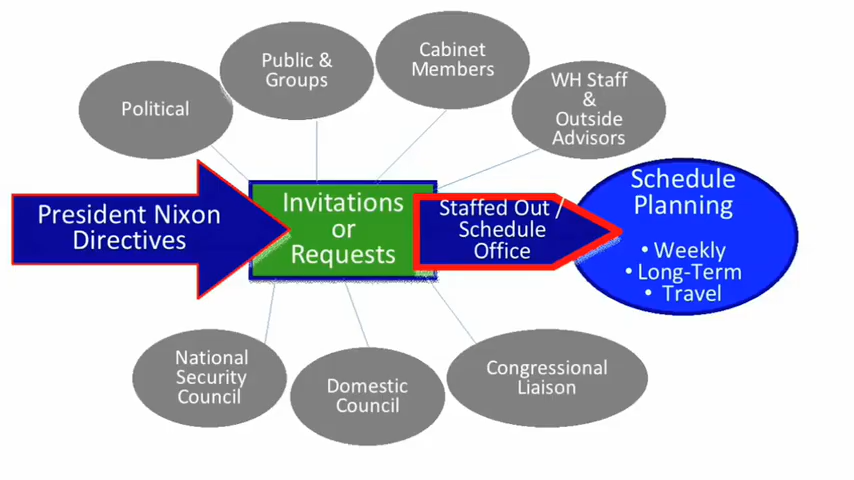 Political
Public &
Groups
Cabinet
Members
WH Staff
&
Outside
Advisors
President Nixon
Directives
Invitations
or
Requests
Staffed Out /
Schedule
Office
Schedule
Planning
• Weekly
• Long-Term
• Travel
National
Security
Council
Domestic
Council
Congressional
Liaison